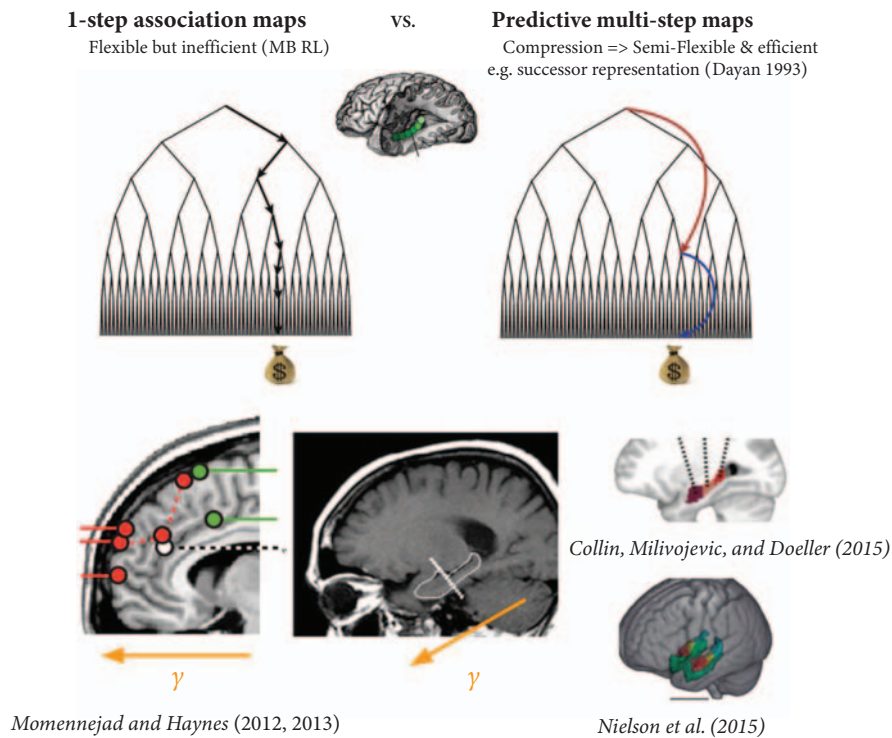 1-step association maps
vs.
Predictive multi-step maps
Flexible but inefficient (MB RL)
Compression => Semi-Flexible & efficient
e.g. successor representation (Dayan 1993)
$
$
Collin, Milivojevic, and Doeller (2015)
γ
γ
Momennejad and Haynes (2012, 2013)
Nielson et al. (2015)